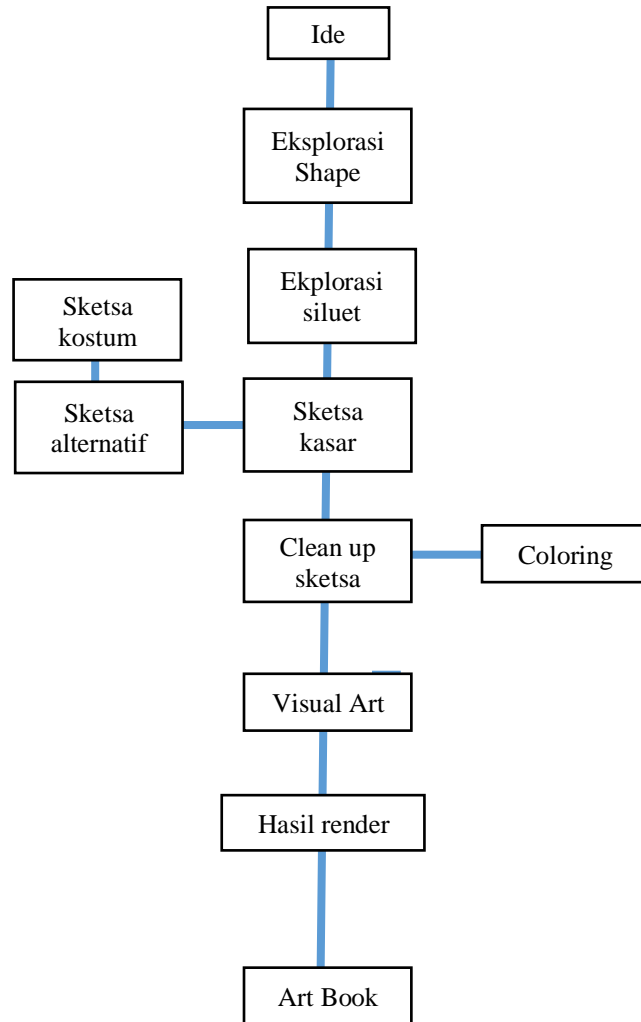 Ide
Eksplorasi
Shape
Ekplorasi
siluet
Sketsa
kostum
Sketsa
alternatif
Sketsa
kasar
Clean up
sketsa
Coloring
Visual Art
Hasil render
Art Book